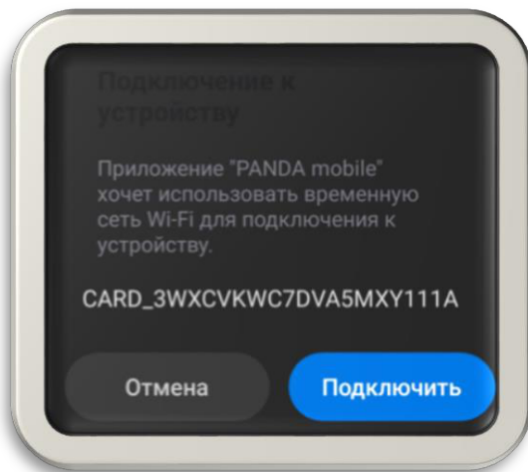 Подключение к
устройству
Приложение "PANDA mobile"
хочет использовать временную
сеть Wi-Fi для подключения к
устройству.
CARD_3WXCVKWC7DVA5MXY111A
Отмена
Подключить